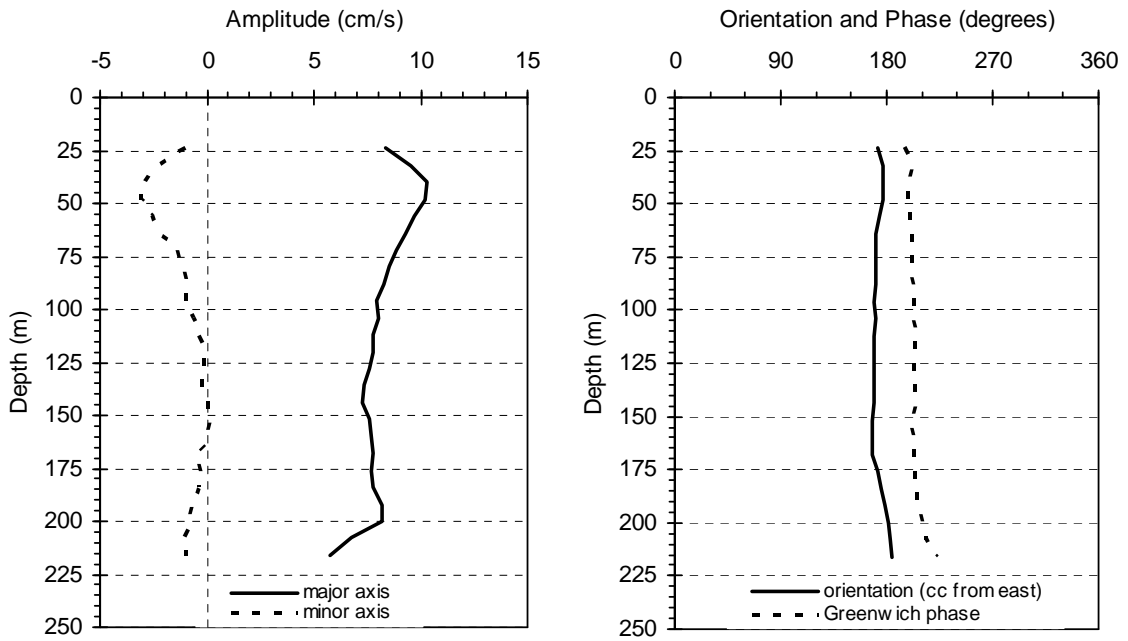 Amplitude (cm/s)
-5 0 5 10 15
0
25
50
75
100
125
150
175
200
225
250
Depth (m)
major axis
minor axis
Orientation and Phase (degrees)
0 90 180 270 360
0
25
50
75
100
125
150
175
200
225
250
Depth (m)
orientation (cc from east)
Greenwich phase